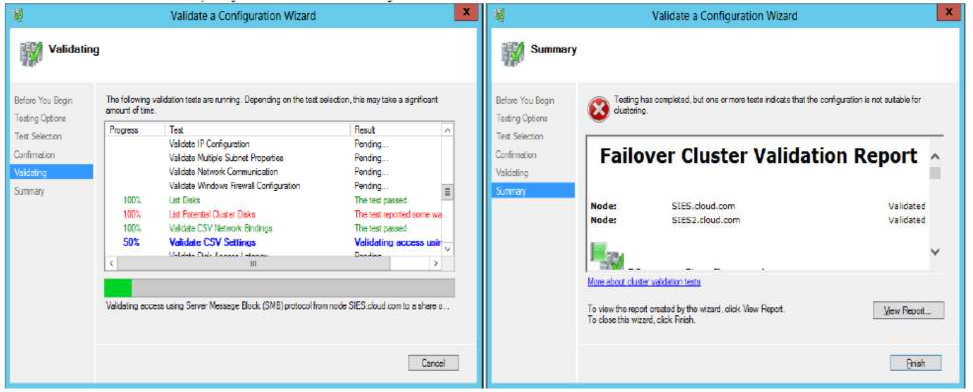 Validate a Configuration Wizard
X
Validating
Before You Begin
Testing Options
Test Selection
Confirmation
Validating
Summary
The following validation tests are running. Depending on the test selection, this may take a significant
amount of time.
Progress Test Result
Validate IP Configuration Pending...
Validate Multiple Subnet Properties Pending...
Validate Network Communication Pending...
Validate Windows Firewall Configuration Pending...
100% List Disks The test passed
100% List Potential Cluster Disks The test reported some wa
100% Validate CSV Network Bindings The test passed
50% Validate CSV Settings Validating access usir
Validate Disk Access Latency Pending
Validating access using Server Message Block (SMB) protocol from node SIES.cloud.com to a share o...
Cancel
Validate a Configuration Wizard
X
Summary
Before You Begin
Testing Options
Test Selection
Confirmation
Validating
Summary
Testing has completed, but one or more tests indicate that the configuration is not suitable for
clustering.
Failover Cluster Validation Report
Node: SIES.cloud.com Validated
Node: SIES2.cloud.com Validated
More about cluster validation tests
To view the report created by the wizard, click View Report.
To close this wizard, click Finish.
View Report...
Finish